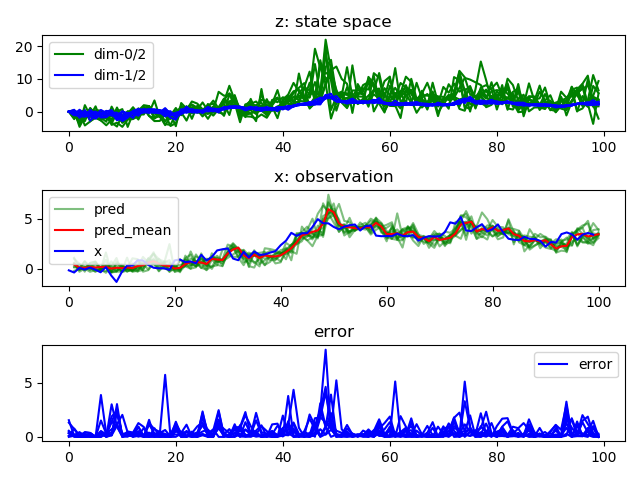 z: state space
20
10
0
dim-0/2
dim-1/2
0 20 40 60 80 100
x: observation
5
0
pred
pred_mean
x
0 20 40 60 80 100
error
5
0
error
0 20 40 60 80 100